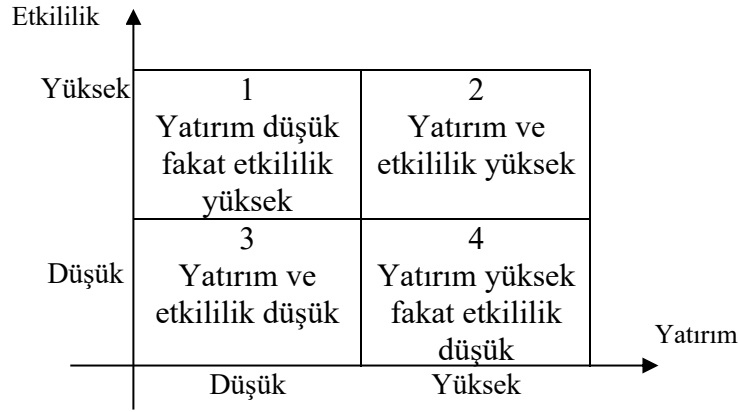 Etkililik
Yüksek
1
Yatırım düşük
fakat etkililik
yüksek
2
Yatırım ve
etkililik yüksek
Düşük
3
Yatırım ve
etkililik düşük
4
Yatırım yüksek
fakat etkililik
düşük
Yatırım
Düşük
Yüksek